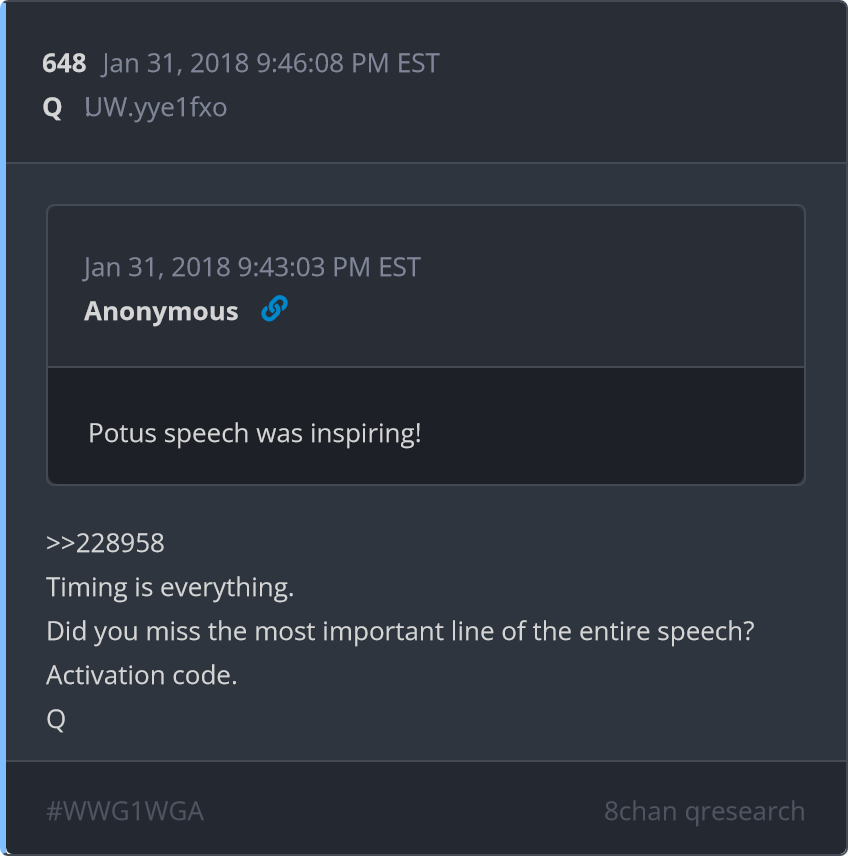 648 Jan 31, 2018 9:46:08 PM EST
Q UW.yye1fxo
Jan 31, 2018 9:43:03 PM EST
Anonymous
Potus speech was inspiring!
>>228958
Timing is everything.
Did you miss the most important line of the entire speech?
Activation code.
Q
#WWG1WGA 8chan qresearch